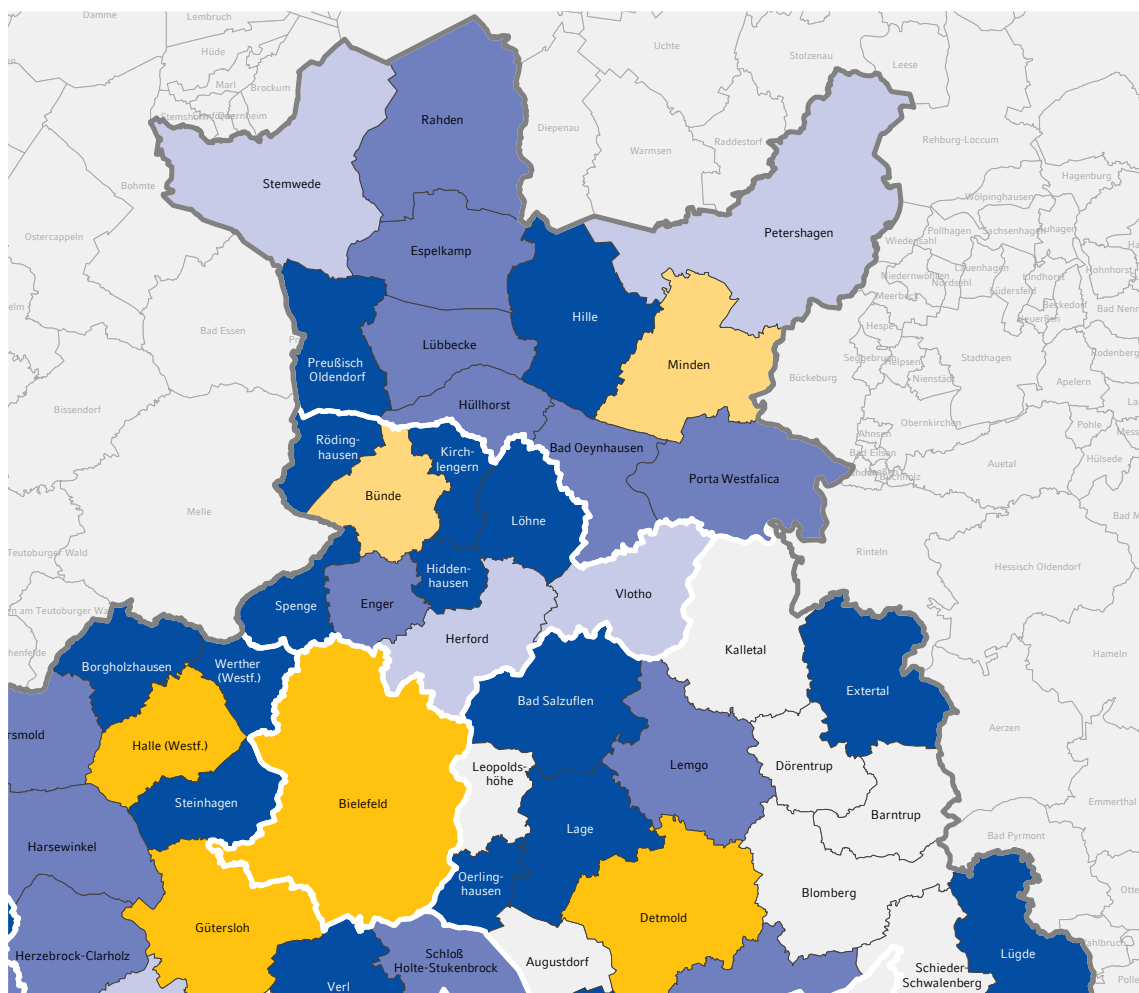 Damme
Lembruch
Hüde
Marl
Brockum
Uchte
Stolzenau
Leese
Rahden
Diepenau
Warmsen
Raddestorf
Rehburg-Loccum
Hagenburg
Bohmte
Stemwede
Wölpinghausen
Petershagen
Pollhagen
Sachsenhagen
Wiedensahl
Ostercappeln
Espelkamp
Lauenhagen
Niedernwöhren
Nordsehl
Lindhorst
Hohnhorst
Lüdersfeld
Meerbeck
Beckedorf
Bad Nenn
Heuerßen
Hille
Hespe
Bad Essen
Lübbecke
Minden
Preußisch
Oldendorf
Seggebruch
Helpsen
Stadthagen
Rodenberg
Bückeburg
Nienstädt
Apelern
Bissendorf
Hüllhorst
Obernkirchen
Pohle
Ahnsen
Röding-
hausen
Kirch-
lengern
Bad Oeynhausen
Bad Eilsen
Hülsede
Auetal
Buchholz
Porta Westfalica
Bünde
Melle
Löhne
Bad M
Teutoburger Wald
Rinteln
Hessisch Oldendorf
Hidden-
hausen
Vlotho
Spenge
Enger
Herford
Kalletal
Hameln
Borgholzhausen
Werther
(Westf.)
Extertal
Bad Salzuflen
Aerzen
rsmold
Halle (Westf.)
Leopolds-
höhe
Lemgo
Dörentrup
Steinhagen
Bielefeld
Emmerthal
Barntrup
Lage
Bad Pyrmont
Harsewinkel
Oerling-
hausen
Blomberg
Otte
Detmold
Gütersloh
Herzebrock-Clarholz
Schloß
Holte-Stukenbrock
Augustdorf
Schieder-
Schwalenberg
Lügde
Verl
Polle